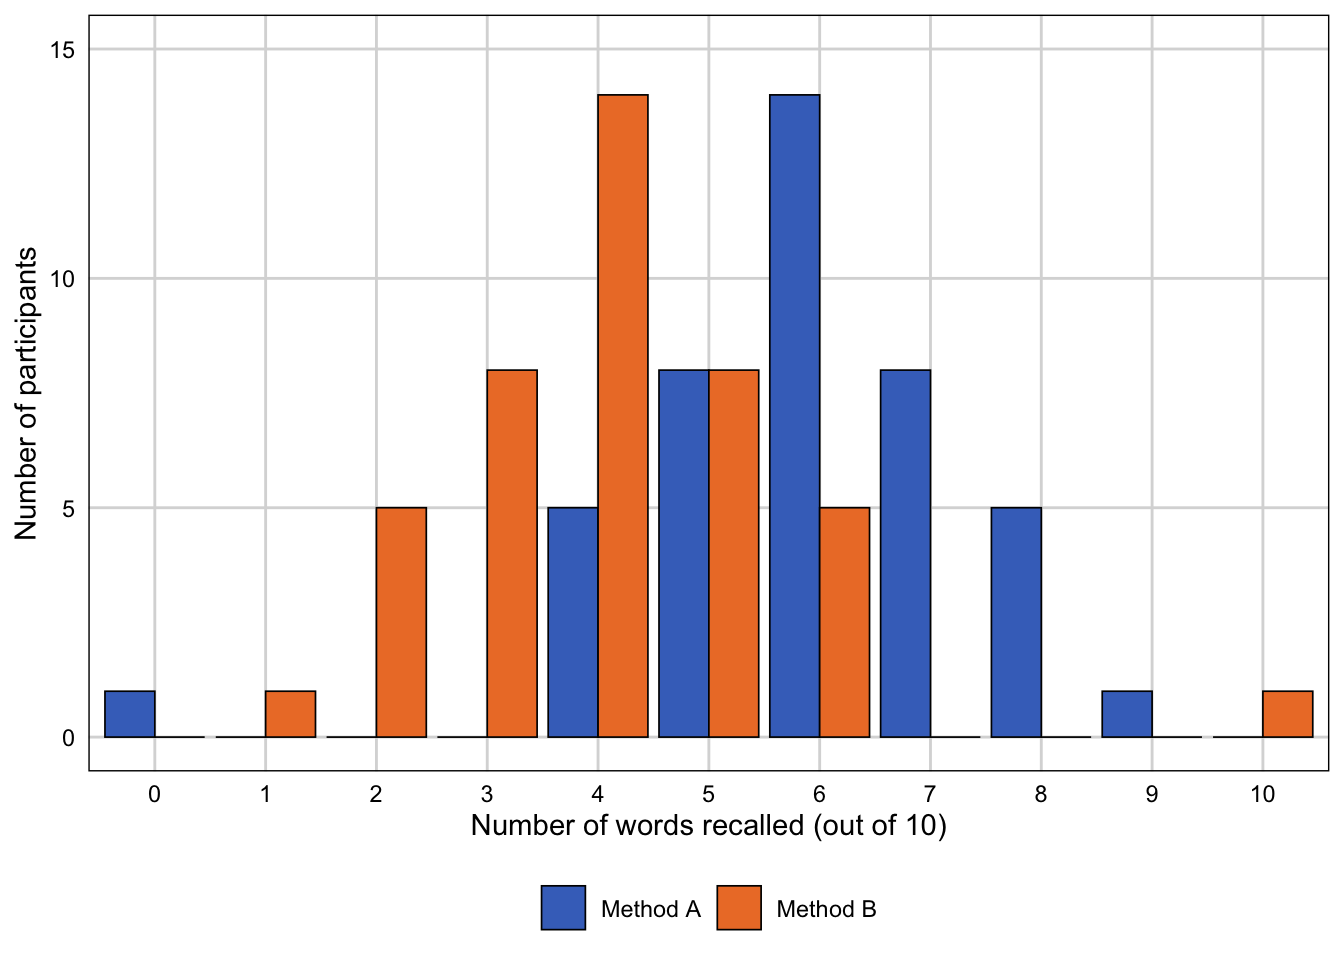 15
10
5
0
Number of participants
0 1 2 3 4 5 6 7 8 9 10
Number of words recalled (out of 10)
Method A Method B